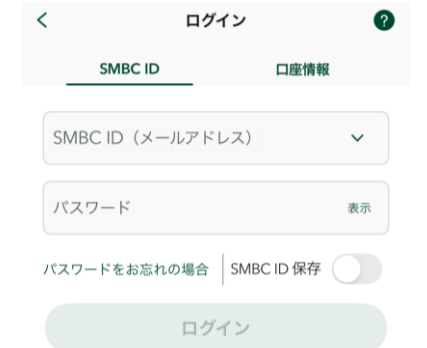 ログイン ?
SMBC ID 口座情報
SMBC ID（メールアドレス）
パスワード 表示
パスワードをお忘れの場合 SMBC ID 保存
ログイン